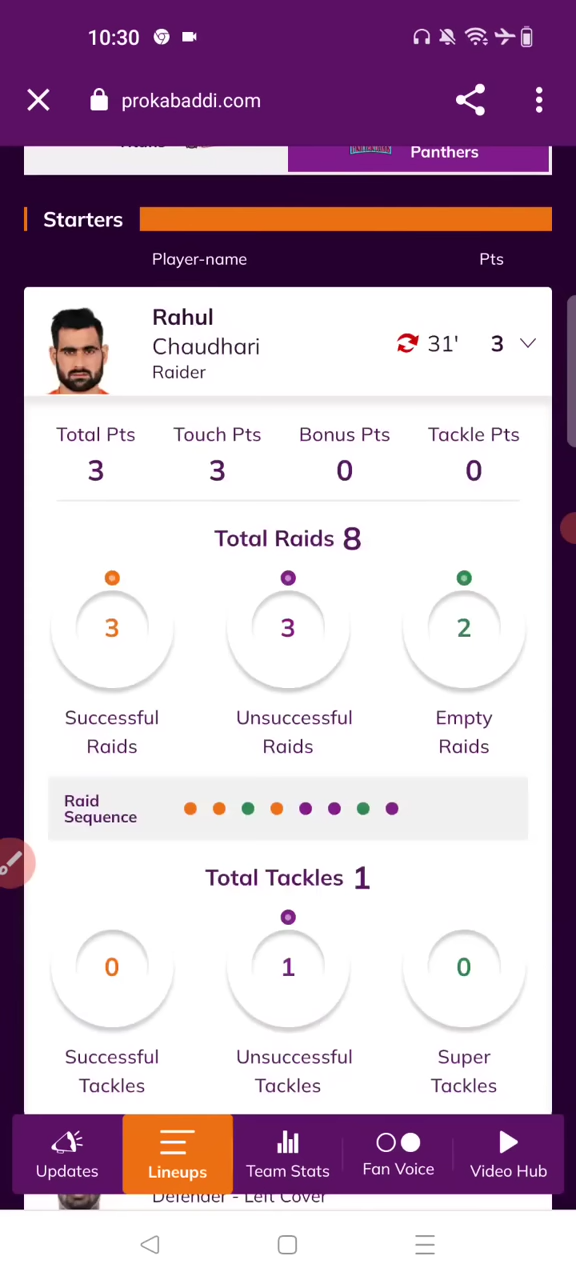 10:30
prokabaddi.com
Panthers
Starters
Player-name Pts
Rahul
Chaudhari
Raider
31' 3
Total Pts Touch Pts Bonus Pts Tackle Pts
3 3 0 0
Total Raids 8
3 3 2
Successful Raids
Unsuccessful Raids
Empty Raids
Raid Sequence
Total Tackles 1
0 1 0
Successful Tackles
Unsuccessful Tackles
Super Tackles
Updates Lineups Team Stats Fan Voice Video Hub
Defender - Left Cover